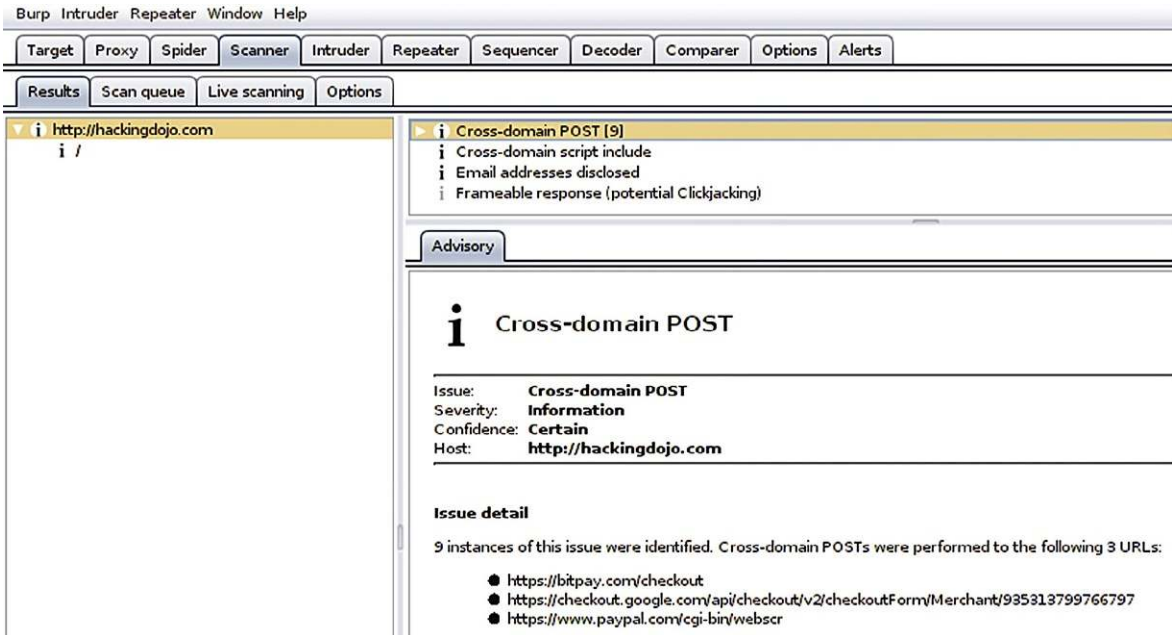 Burp Intruder Repeater Window Help
Target Proxy Spider Scanner Intruder Repeater Sequencer Decoder Comparer Options Alerts
Results Scan queue Live scanning Options
http://hackingdojo.com
/
Cross-domain POST [9]
Cross-domain script include
Email addresses disclosed
Frameable response (potential Clickjacking)
Advisory
Cross-domain POST
Issue: Cross-domain POST
Severity: Information
Confidence: Certain
Host: http://hackingdojo.com
Issue detail
9 instances of this issue were identified. Cross-domain POSTs were performed to the following 3 URLs:
https://bitpay.com/checkout
https://checkout.google.com/api/checkout/v2/checkoutForm/Merchant/935313799766797
https://www.paypal.com/cgi-bin/webscr